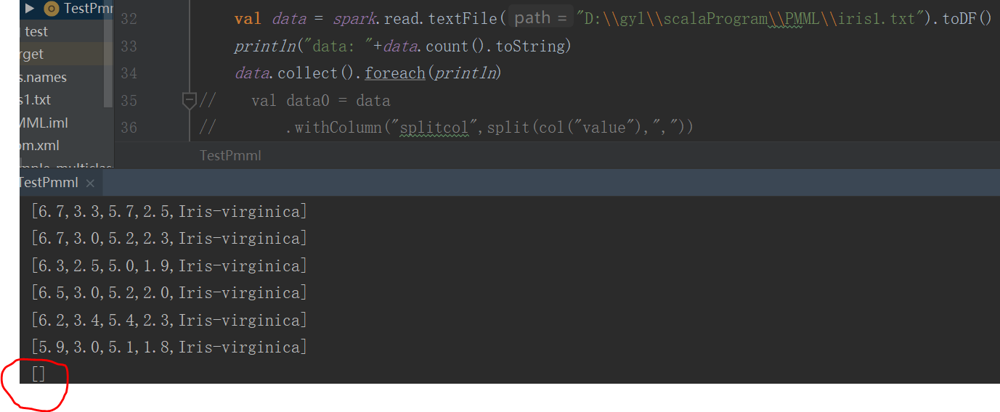 TestPmml
test
rget
s.names
s1.txt
MML.iml
om.xml
32 val data = spark.read.textFile( path = "D:\\gyl\\scalaProgram\\PMML\\iris1.txt").toDF()
33 println("data: "+data.count().toString)
34 data.collect().foreach(println)
35 // val data0 = data
36 // .withColumn("splitcol",split(col("value"),","))
TestPmml
TestPmml ×
[6.7,3.3,5.7,2.5,Iris-virginica]
[6.7,3.0,5.2,2.3,Iris-virginica]
[6.3,2.5,5.0,1.9,Iris-virginica]
[6.5,3.0,5.2,2.0,Iris-virginica]
[6.2,3.4,5.4,2.3,Iris-virginica]
[5.9,3.0,5.1,1.8,Iris-virginica]
[]